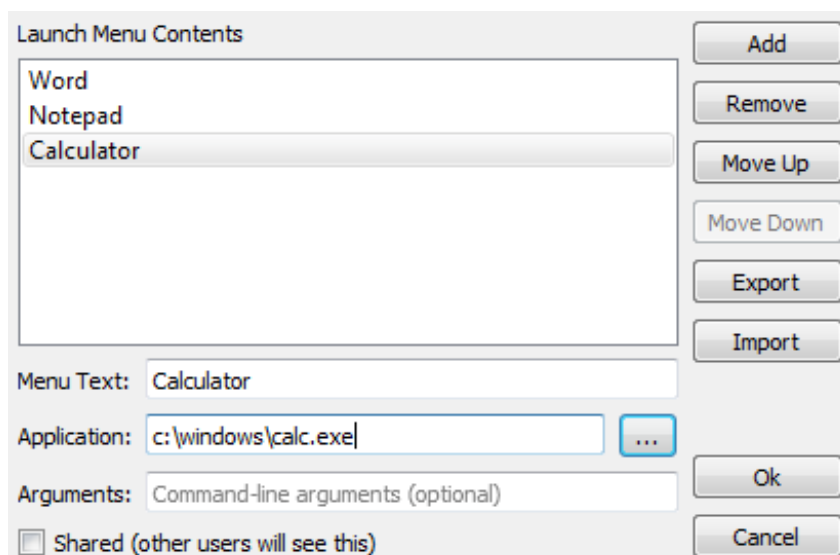 Launch Menu Contents
Word
Notepad
Calculator
Add
Remove
Move Up
Move Down
Export
Import
Menu Text: Calculator
Application: c:\windows\calc.exe ...
Arguments: Command-line arguments (optional)
Shared (other users will see this)
Ok
Cancel